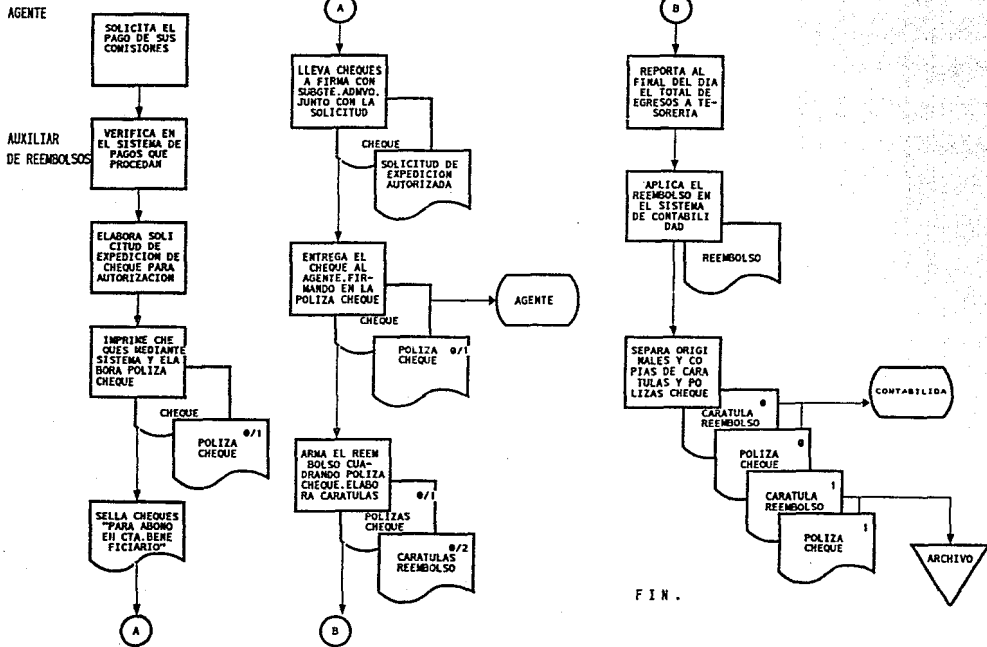 AGENTE
SOLICITA EL
PAGO DE SUS
COMISIONES
AUXILIAR
DE REEMBOLSOS
VERIFICA EN
EL SISTEMA DE
PAGOS QUE
PROCEDAN
ELABORA SOLI
CITUD DE
EXPEDICION DE
CHEQUE PARA
AUTORIZACION
IMPRIME CHE
QUES MEDIANTE
SISTEMA Y ELA
BORA POLIZA
CHEQUE
CHEQUE
0/1
POLIZA
CHEQUE
SELLA CHEQUES
"PARA ABONO
EN CTA.BENE
FICIARIO"
A
A
LLEVA CHEQUES
A FIRMA CON
SUBGTE.ADMVO.
JUNTO CON LA
SOLICITUD
CHEQUE
SOLICITUD DE
EXPEDICION
AUTORIZADA
ENTREGA EL
CHEQUE AL
AGENTE.FIR-
MANDO EN LA
POLIZA CHEQUE
AGENTE
CHEQUE
POLIZA 0/1
CHEQUE
ARMA EL REEM
BOLSO CUA-
DRANDO POLIZA
CHEQUE.ELABO
RA CARATULAS
0/1
POLIZAS
CHEQUE
0/2
CARATULAS
REEMBOLSO
B
B
REPORTA AL
FINAL DEL DIA
EL TOTAL DE
EGRESOS A TE-
SORERIA
APLICA EL
REEMBOLSO EN
EL SISTEMA
DE CONTABILI
DAD
REEMBOLSO
SEPARA ORIGI
NALES Y CO
PIAS DE CARA
TULAS Y PO
LIZAS CHEQUE
CONTABILIDA
0
CARATULA
REEMBOLSO
0
POLIZA
CHEQUE
1
CARATULA
REEMBOLSO
1
POLIZA
CHEQUE
ARCHIVO
F I N .